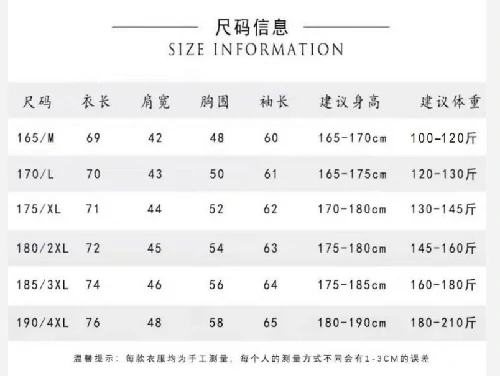 尺码信息
SIZE INFORMATION
尺码 衣长 肩宽 胸围 袖长 建议身高 建议体重
165/M 69 42 48 60 165-170cm 100-120斤
170/L 70 43 50 61 165-175cm 120-130斤
175/XL 71 44 52 62 170-180cm 130-145斤
180/2XL 72 45 54 63 175-180cm 145-160斤
185/3XL 74 46 56 64 175-185cm 160-180斤
190/4XL 76 48 58 65 180-190cm 180-210斤
温馨提示：每款衣服均为手工测量，每个人的测量方式不同会有1-3CM的误差